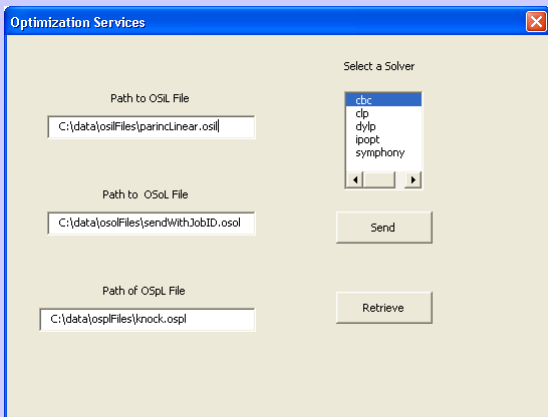 Optimization Services
Select a Solver
Path to OSiL File
C:\data\osilFiles\parincLinear.osil
cbc
clp
dylp
ipopt
symphony
Path to OSoL File
C:\data\osolFiles\sendWithJobID.osol
Send
Path of OSpL File
C:\data\osplFiles\knock.ospl
Retrieve